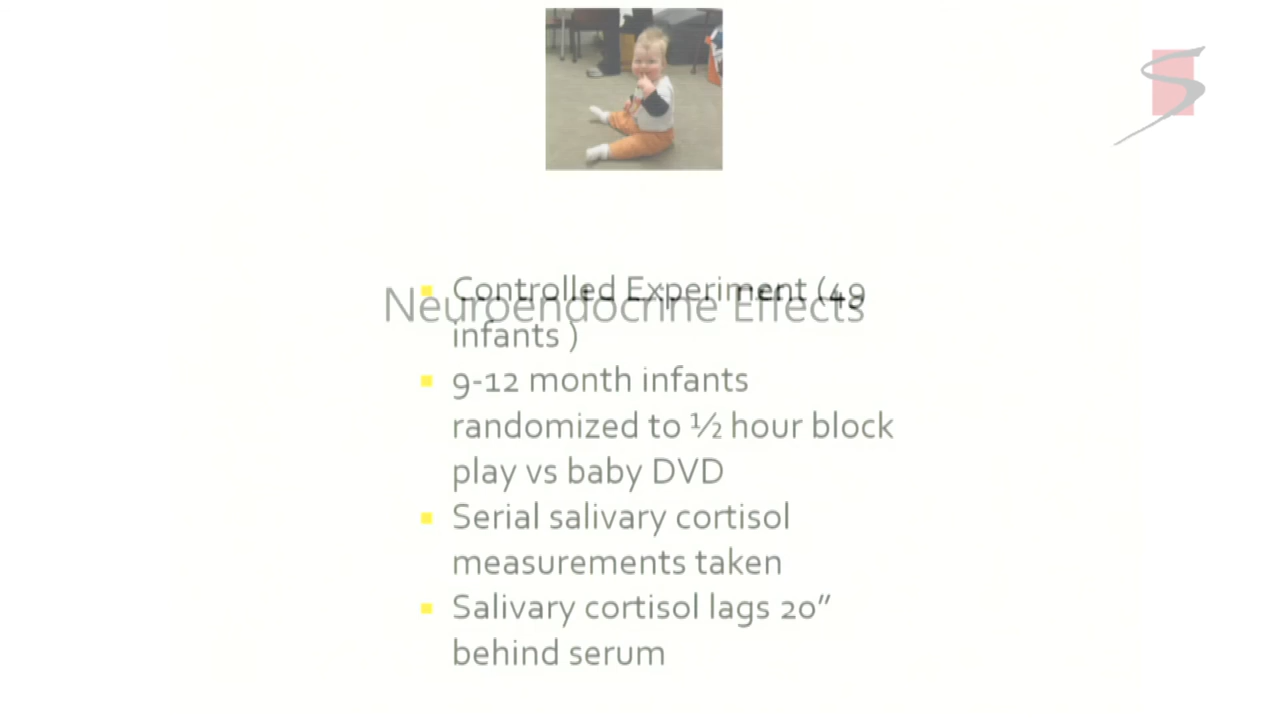 Neuroendocrine Effects
Controlled Experiment (49
infants )
9-12 month infants
randomized to ½ hour block
play vs baby DVD
Serial salivary cortisol
measurements taken
Salivary cortisol lags 20”
behind serum